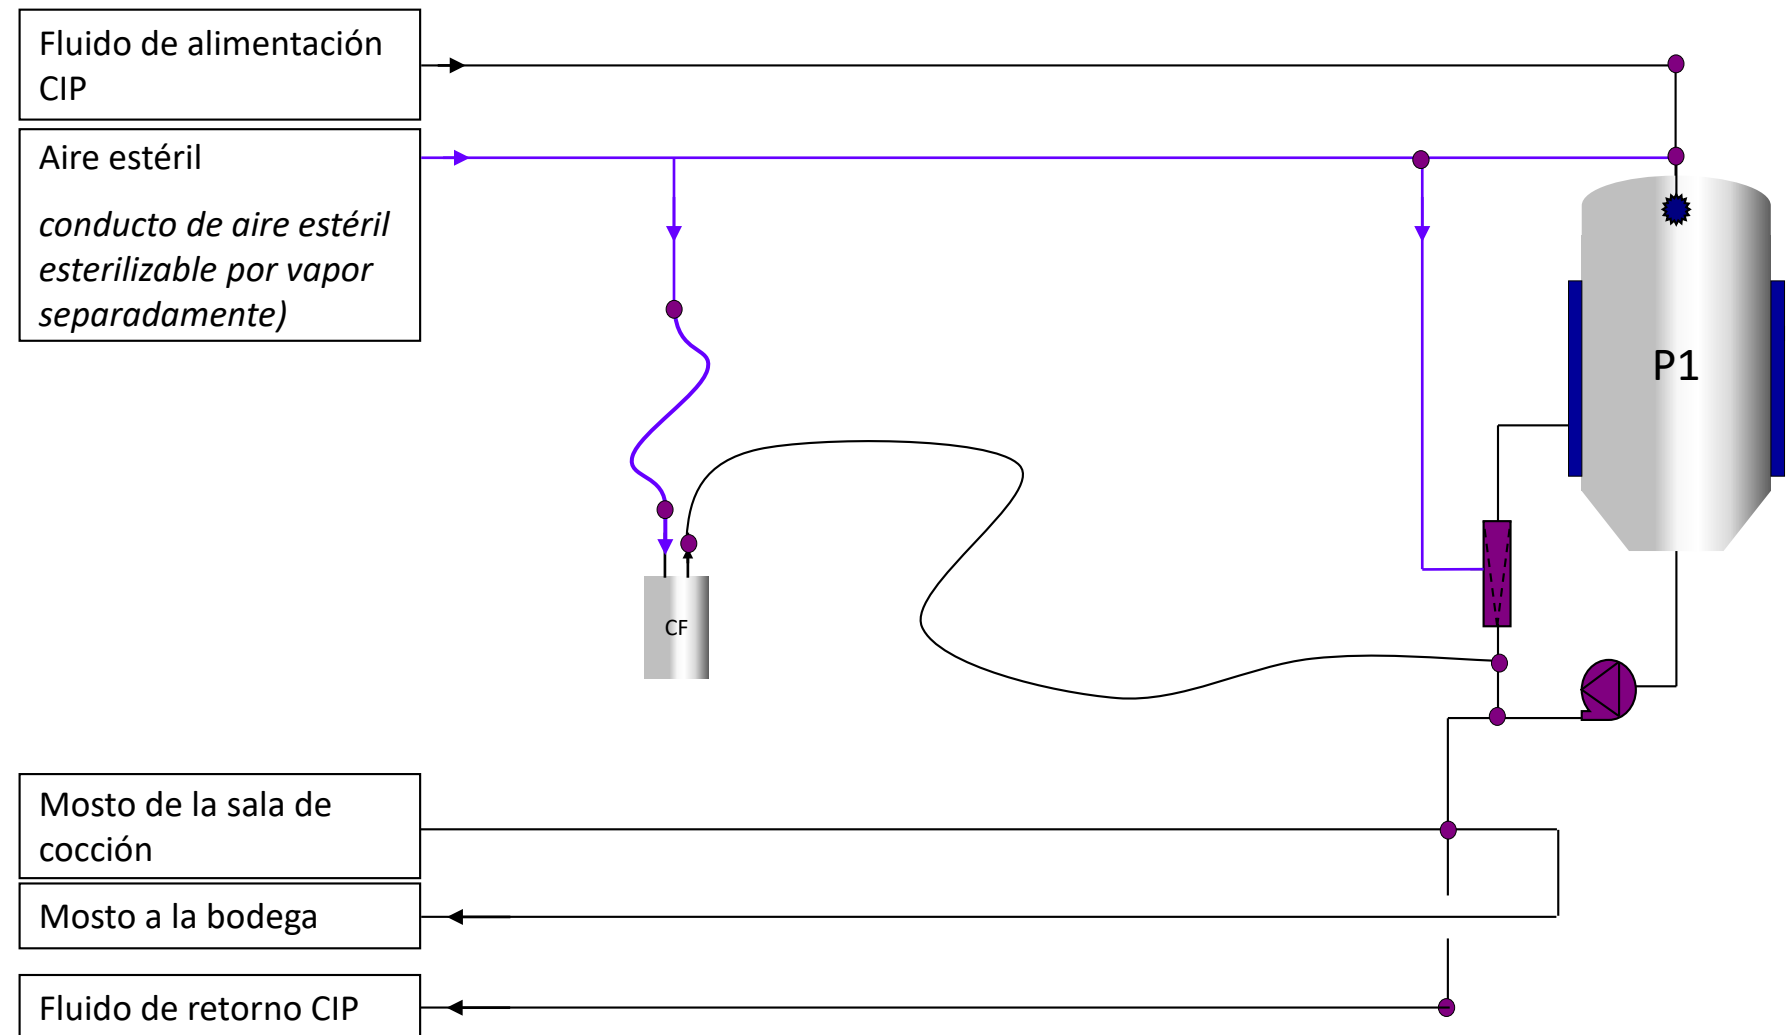 Fluido de alimentación
CIP
Aire estéril
conducto de aire estéril
esterilizable por vapor
separadamente)
P1
CF
Mosto de la sala de
cocción
Mosto a la bodega
Fluido de retorno CIP